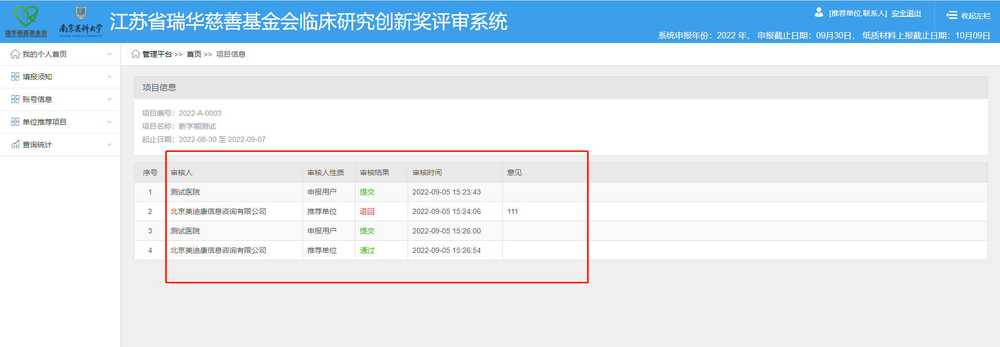 瑞华慈善基金会
南京医科大学
NANJING MEDICAL UNIVERSITY
江苏省瑞华慈善基金会临床研究创新奖评审系统
[推荐单位,联系人] 安全退出
收起左栏
系统申报年份：2022 年， 申报截止日期：09月30日， 纸质材料上报截止日期：10月09日
我的个人首页
填报须知
账号信息
单位推荐项目
查询统计
管理平台 >> 首页 >> 项目信息
项目信息
项目编号：2022-A-0003
项目名称：新学期测试
起止日期：2022-08-30 至 2022-09-07
序号 审核人 审核人性质 审核结果 审核时间 意见
1 测试医院 申报用户 提交 2022-09-05 15:23:43
2 北京美迪康信息咨询有限公司 推荐单位 退回 2022-09-05 15:24:06 111
3 测试医院 申报用户 提交 2022-09-05 15:26:00
4 北京美迪康信息咨询有限公司 推荐单位 通过 2022-09-05 15:26:54